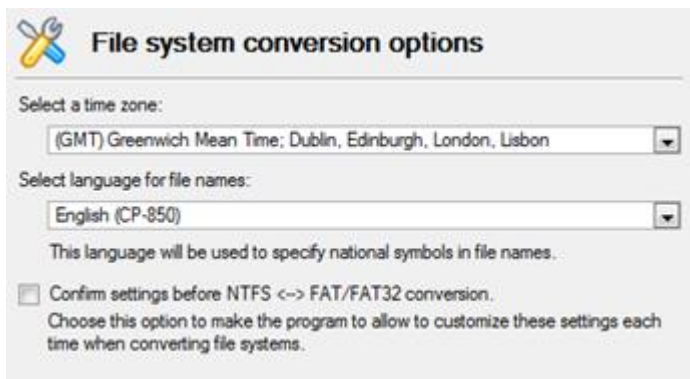 File system conversion options
Select a time zone:
(GMT) Greenwich Mean Time; Dublin, Edinburgh, London, Lisbon
Select language for file names:
English (CP-850)
This language will be used to specify national symbols in file names.
Confirm settings before NTFS <--> FAT/FAT32 conversion.
Choose this option to make the program to allow to customize these settings each
time when converting file systems.